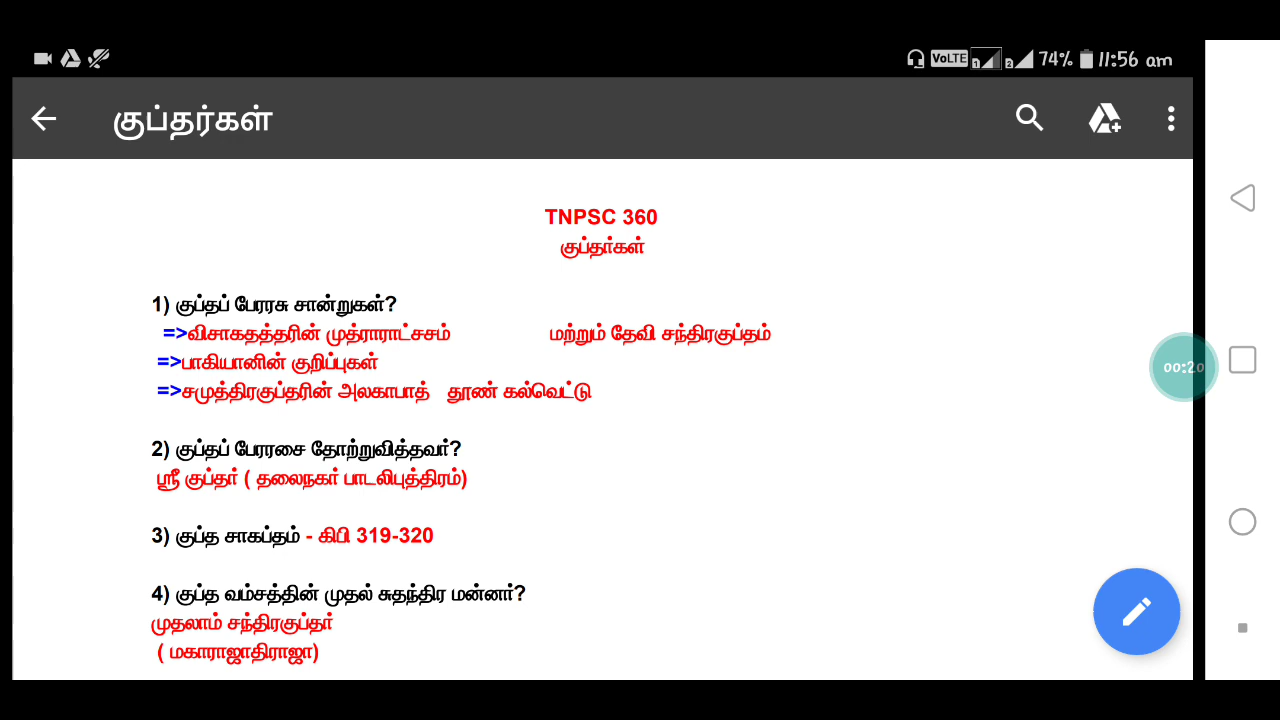 VoLTE 1 2 74% 11:56 am
குப்தர்கள்
TNPSC 360
குப்தர்கள்
1) குப்தப் பேரரசு சான்றுகள்?
=>விசாகதத்தரின் முத்ராராட்சசம் மற்றும் தேவி சந்திரகுப்தம்
=>பாகியானின் குறிப்புகள்
=>சமுத்திரகுப்தரின் அலகாபாத் தூண் கல்வெட்டு
00:20
2) குப்தப் பேரரசை தோற்றுவித்தவர்?
ஸ்ரீ குப்தர் ( தலைநகர் பாடலிபுத்திரம்)
3) குப்த சாகப்தம் - கிபி 319-320
4) குப்த வம்சத்தின் முதல் சுதந்திர மன்னர்?
முதலாம் சந்திரகுப்தர்
( மகாராஜாதிராஜா)